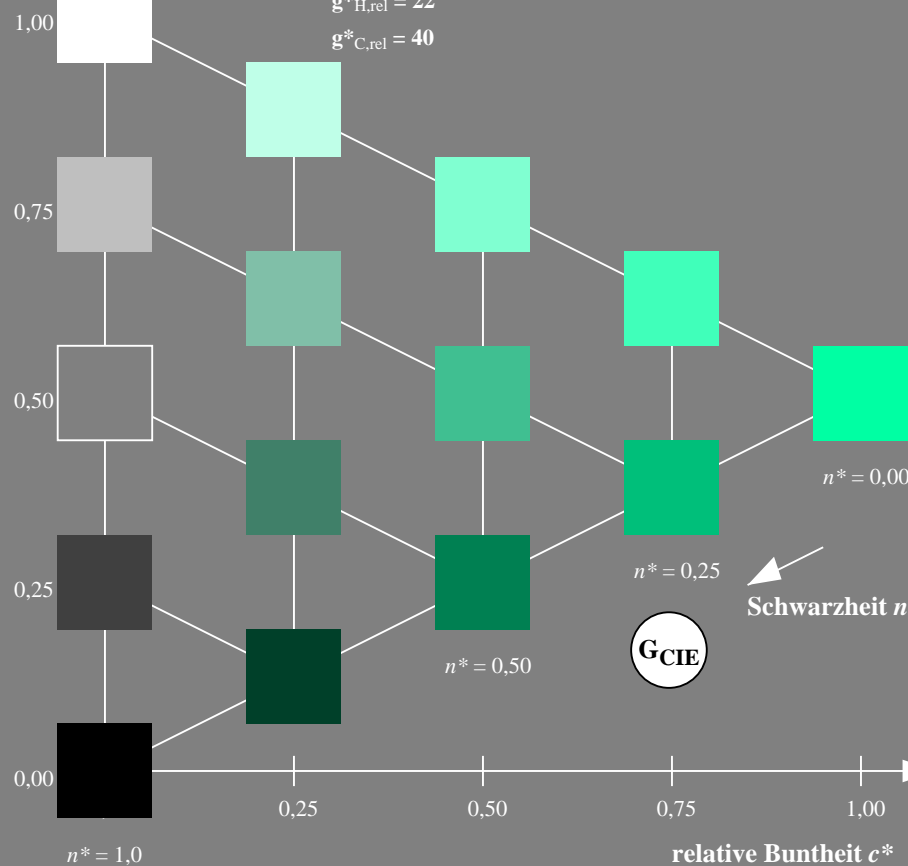 g*H,rel = 22
1,00
g*C,rel = 40
0,75
0,50
n* = 0,00
n* = 0,25
0,25
Schwarzheit n
GCIE
n* = 0,50
0,00
0,25 0,50 0,75 1,00
n* = 1,0
relative Buntheit c*